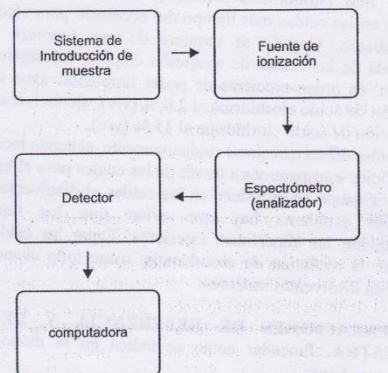 Sistema de
Introducción de
muestra
Fuente de
ionización
Detector
Espectrómetro
(analizador)
computadora